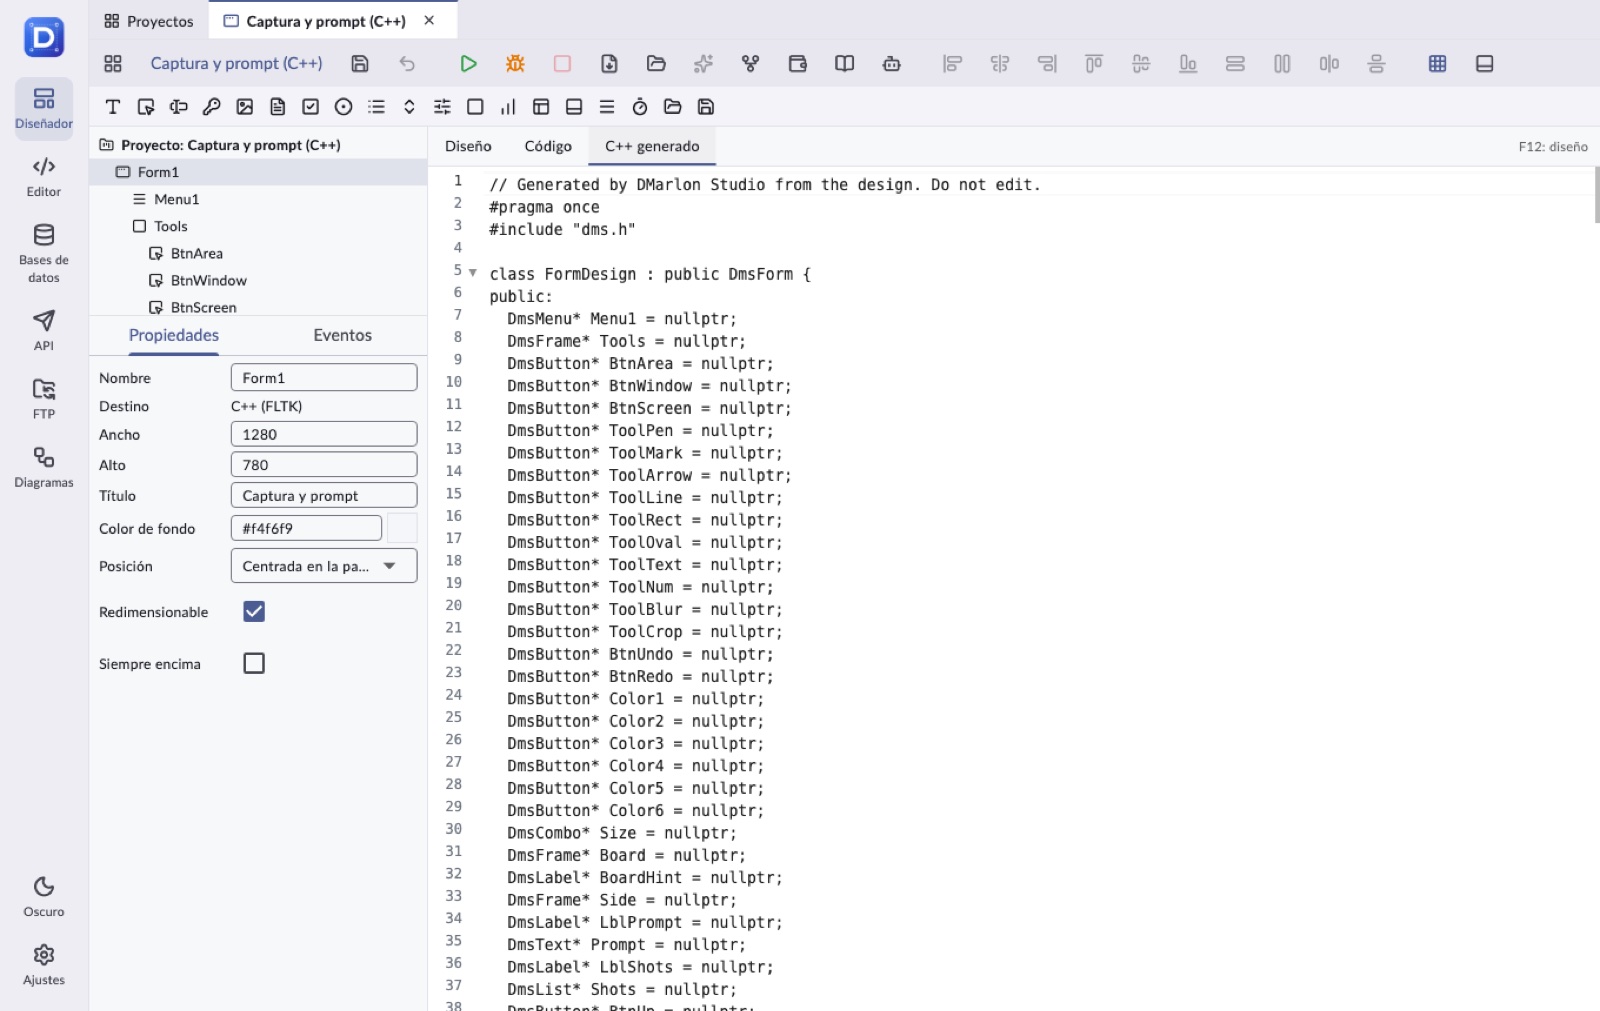 Proyectos
Captura y prompt (C++)
Captura y prompt (C++)
Diseñador
Editor
Bases de
datos
API
FTP
Diagramas
Oscuro
Ajustes
Proyecto: Captura y prompt (C++)
Form1
Menu1
Tools
BtnArea
BtnWindow
BtnScreen
Propiedades
Eventos
Nombre
Form1
Destino
C++ (FLTK)
Ancho
1280
Alto
780
Título
Captura y prompt
Color de fondo
#f4f6f9
Posición
Centrada en la pa...
Redimensionable
Siempre encima
Diseño
Código
C++ generado
F12: diseño
1 // Generated by DMarlon Studio from the design. Do not edit.
2 #pragma once
3 #include "dms.h"
4
5 class FormDesign : public DmsForm {
6 public:
7 DmsMenu* Menu1 = nullptr;
8 DmsFrame* Tools = nullptr;
9 DmsButton* BtnArea = nullptr;
10 DmsButton* BtnWindow = nullptr;
11 DmsButton* BtnScreen = nullptr;
12 DmsButton* ToolPen = nullptr;
13 DmsButton* ToolMark = nullptr;
14 DmsButton* ToolArrow = nullptr;
15 DmsButton* ToolLine = nullptr;
16 DmsButton* ToolRect = nullptr;
17 DmsButton* ToolOval = nullptr;
18 DmsButton* ToolText = nullptr;
19 DmsButton* ToolNum = nullptr;
20 DmsButton* ToolBlur = nullptr;
21 DmsButton* ToolCrop = nullptr;
22 DmsButton* BtnUndo = nullptr;
23 DmsButton* BtnRedo = nullptr;
24 DmsButton* Color1 = nullptr;
25 DmsButton* Color2 = nullptr;
26 DmsButton* Color3 = nullptr;
27 DmsButton* Color4 = nullptr;
28 DmsButton* Color5 = nullptr;
29 DmsButton* Color6 = nullptr;
30 DmsCombo* Size = nullptr;
31 DmsFrame* Board = nullptr;
32 DmsLabel* BoardHint = nullptr;
33 DmsFrame* Side = nullptr;
34 DmsLabel* LblPrompt = nullptr;
35 DmsText* Prompt = nullptr;
36 DmsLabel* LblShots = nullptr;
37 DmsList* Shots = nullptr;
38 DmsButton* BtnUp = nullptr;